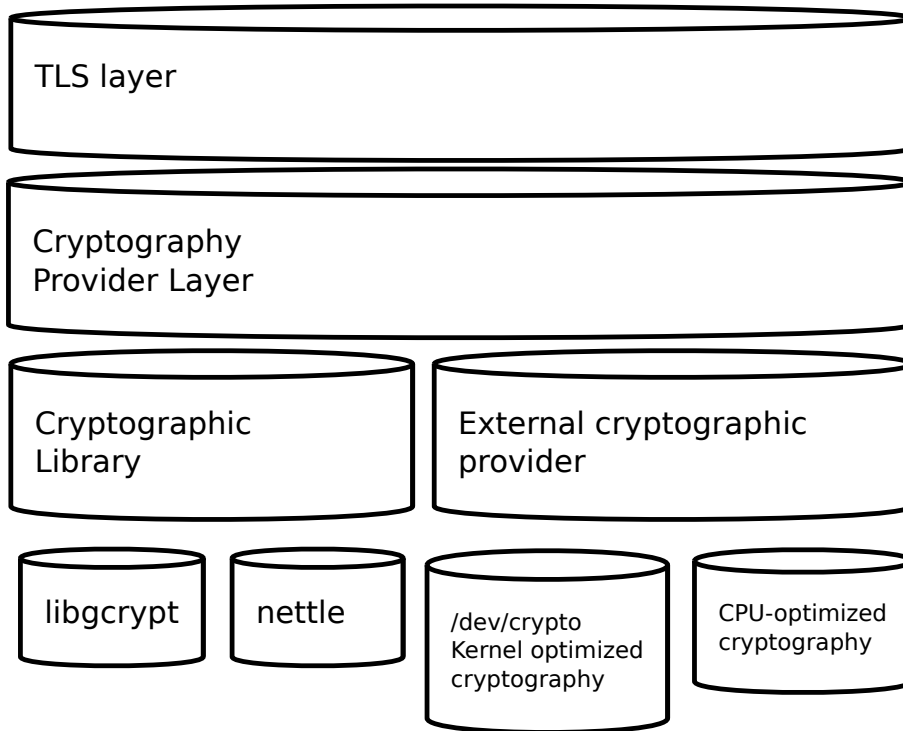 TLS layer
Cryptography
Provider Layer
Cryptographic
Library
External cryptographic
provider
libgcrypt
nettle
/dev/crypto
Kernel optimized
cryptography
CPU-optimized
cryptography